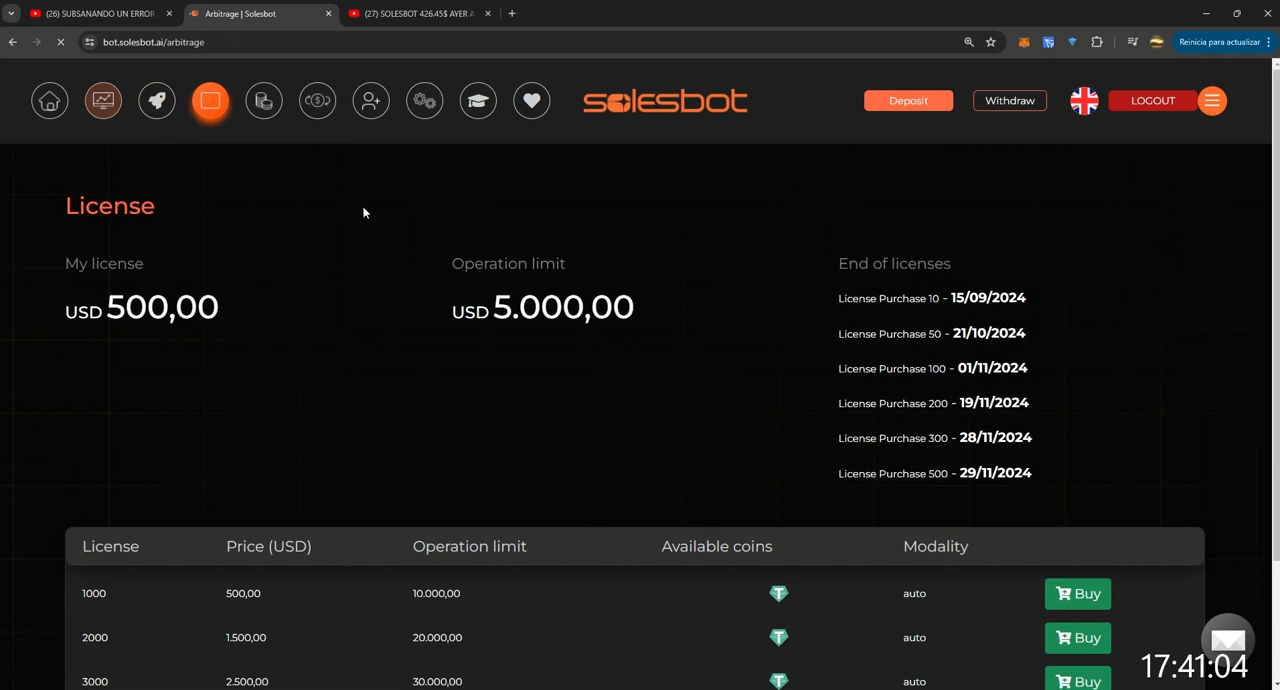 (26) SUBSANANDO UN ERROR
Arbitrage | Solesbot
(27) SOLESBOT 426.45$ AYER A
bot.solesbot.ai/arbitrage
Reinicia para actualizar
solesbot
Deposit
Withdraw
LOGOUT
License
My license
USD 500,00
Operation limit
USD 5.000,00
End of licenses
License Purchase 10 - 15/09/2024
License Purchase 50 - 21/10/2024
License Purchase 100 - 01/11/2024
License Purchase 200 - 19/11/2024
License Purchase 300 - 28/11/2024
License Purchase 500 - 29/11/2024
License Price (USD) Operation limit Available coins Modality
1000 500,00 10.000,00 auto Buy
2000 1.500,00 20.000,00 auto Buy
3000 2.500,00 30.000,00 auto Buy
17:41:04